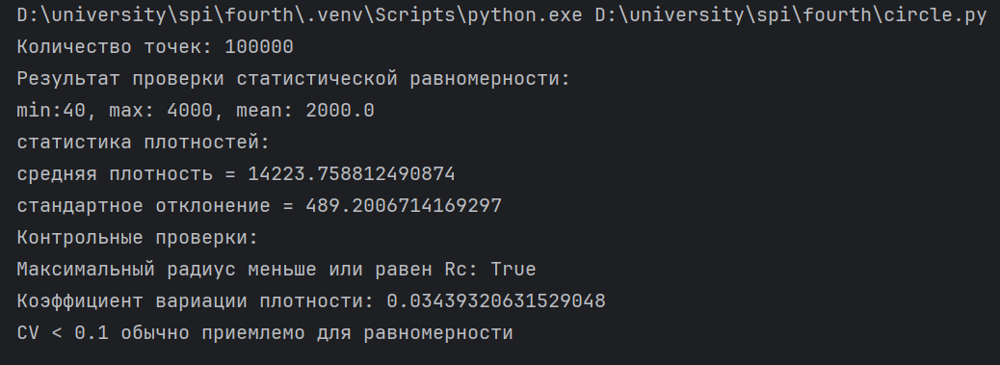 D:\university\spi\fourth\.venv\Scripts\python.exe D:\university\spi\fourth\circle.py
Количество точек: 100000
Результат проверки статистической равномерности:
min:40, max: 4000, mean: 2000.0
статистика плотностей:
средняя плотность = 14223.758812490874
стандартное отклонение = 489.2006714169297
Контрольные проверки:
Максимальный радиус меньше или равен Rc: True
Коэффициент вариации плотности: 0.03439320631529048
CV < 0.1 обычно приемлемо для равномерности